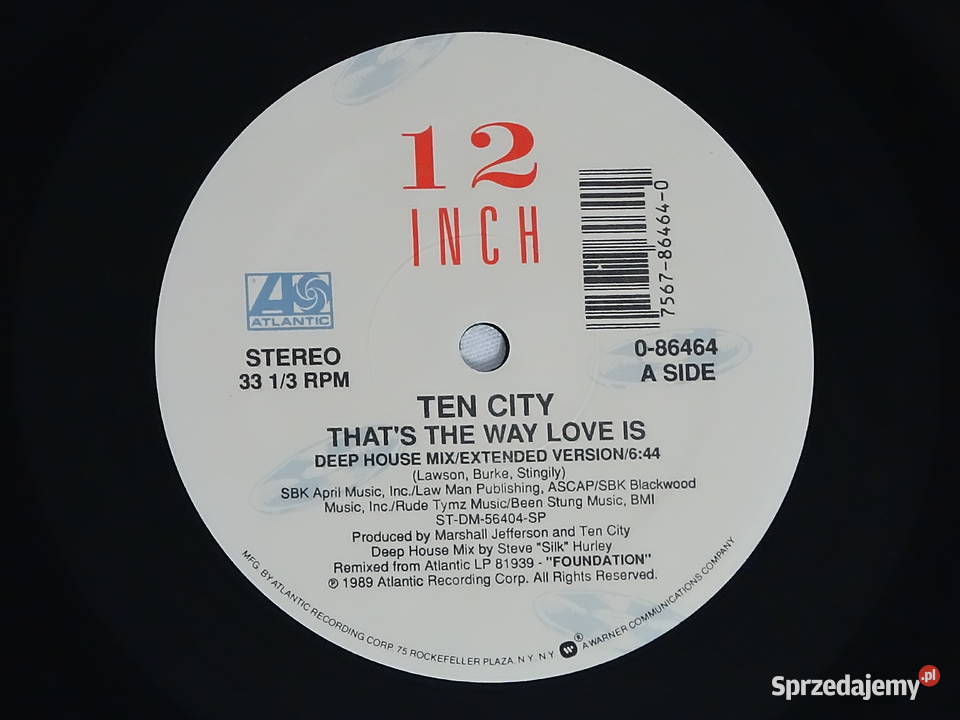 12
INCH
7567-86464-0
ATLANTIC
STEREO
33 1/3 RPM
0-86464
A SIDE
TEN CITY
THAT'S THE WAY LOVE IS
DEEP HOUSE MIX/EXTENDED VERSION/6:44
(Lawson, Burke, Stingily)
SBK April Music, Inc./Law Man Publishing, ASCAP/SBK Blackwood
Music, Inc./Rude Tymz Music/Been Stung Music, BMI
ST-DM-56404-SP
Produced by Marshall Jefferson and Ten City
Deep House Mix by Steve "Silk" Hurley
Remixed from Atlantic LP 81939 - "FOUNDATION"
℗ 1989 Atlantic Recording Corp. All Rights Reserved.
MFG. BY ATLANTIC RECORDING CORP. 75 ROCKEFELLER PLAZA, N.Y. N.Y. ® A WARNER COMMUNICATIONS COMPANY
Sprzedajemy.pl